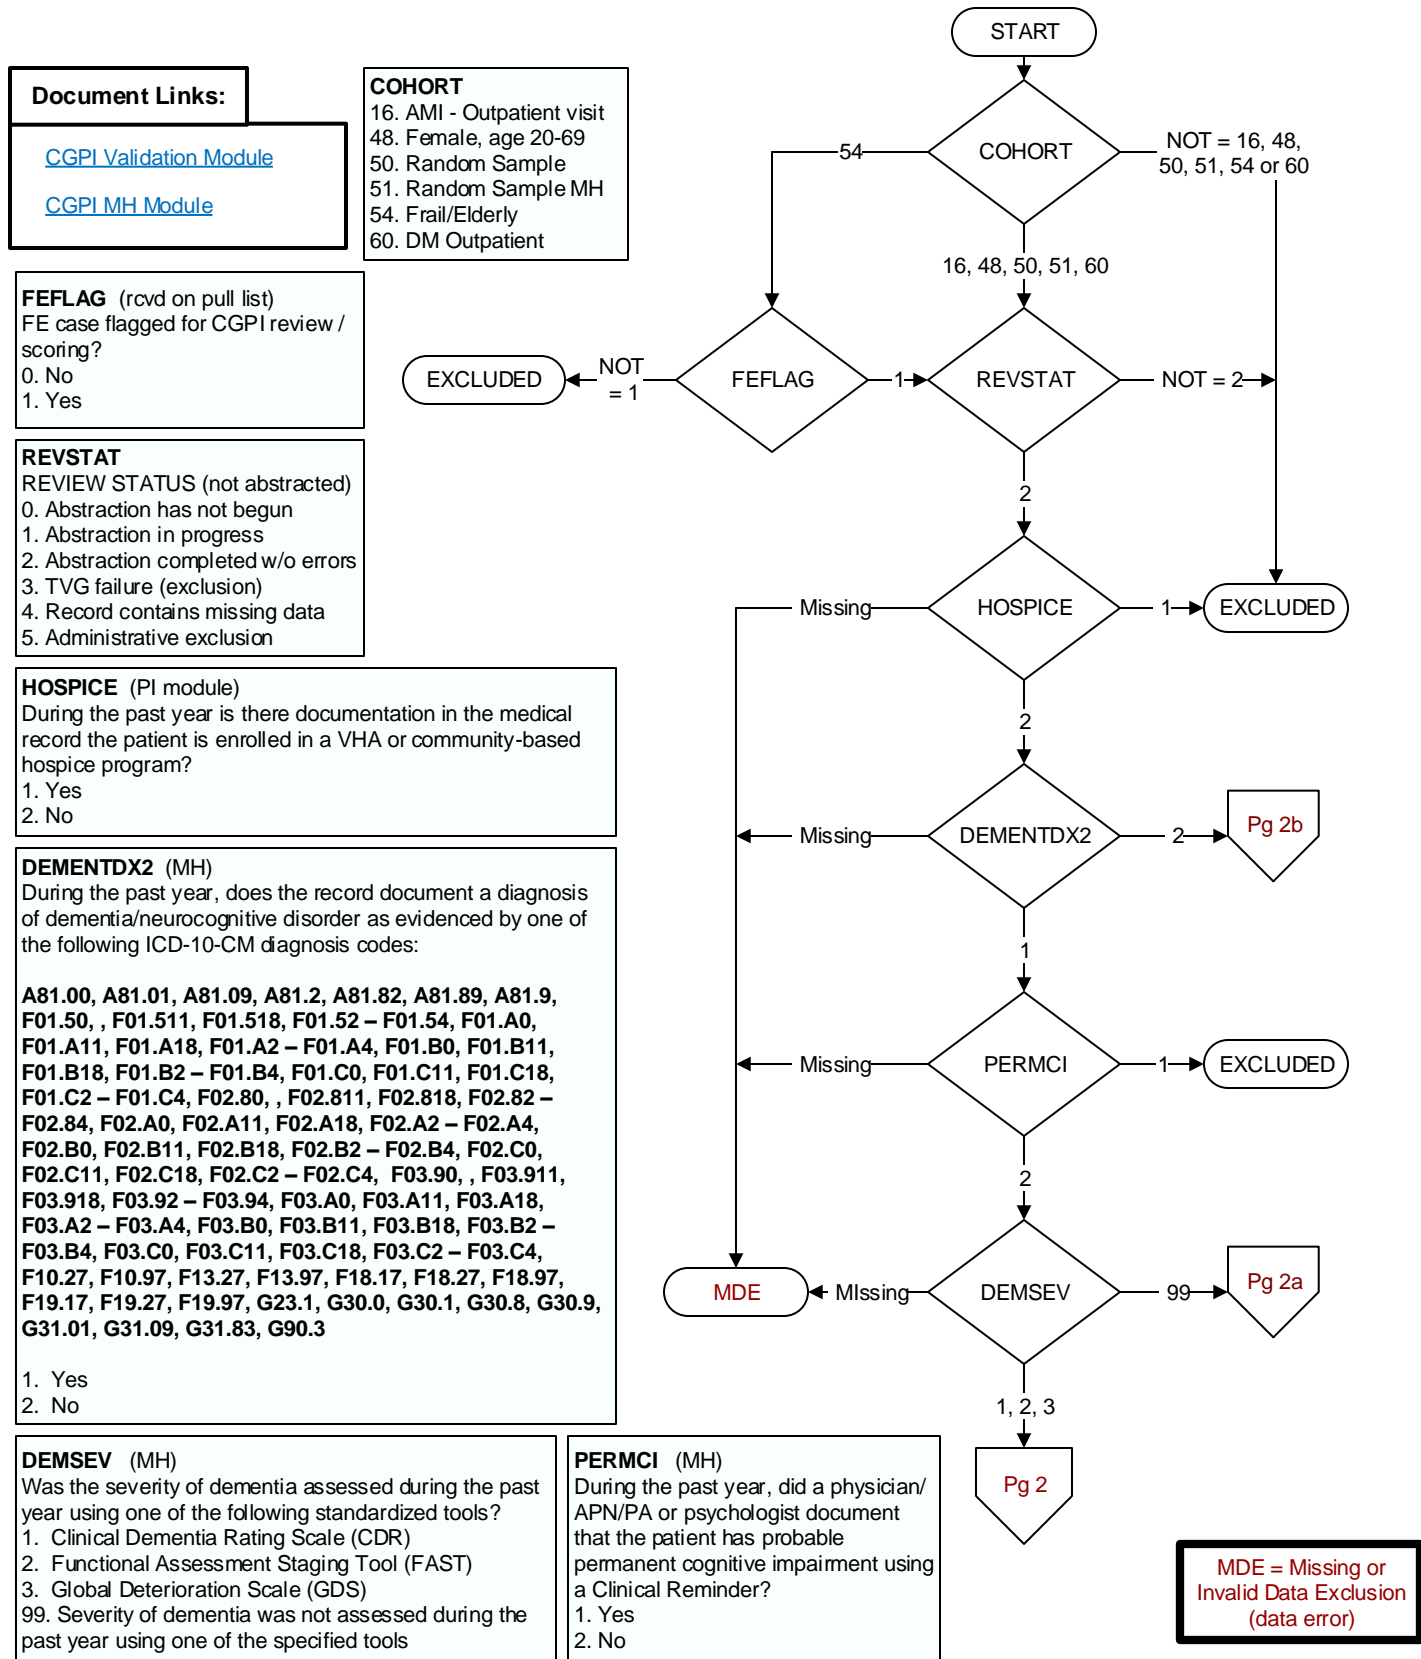 START
Document Links:
CGPI Validation Module
CGPI MH Module
COHORT
16. AMI - Outpatient visit
48. Female, age 20-69
50. Random Sample
51. Random Sample MH
54. Frail/Elderly
60. DM Outpatient
COHORT
54
NOT = 16, 48,
50, 51, 54 or 60
16, 48, 50, 51, 60
FEFLAG (rcvd on pull list)
FE case flagged for CGPI review /
scoring?
0. No
1. Yes
EXCLUDED
NOT
= 1
FEFLAG
1
REVSTAT
NOT = 2
2
REVSTAT
REVIEW STATUS (not abstracted)
0. Abstraction has not begun
1. Abstraction in progress
2. Abstraction completed w/o errors
3. TVG failure (exclusion)
4. Record contains missing data
5. Administrative exclusion
Missing
HOSPICE
1
EXCLUDED
2
HOSPICE (PI module)
During the past year is there documentation in the medical
record the patient is enrolled in a VHA or community-based
hospice program?
1. Yes
2. No
Missing
DEMENTDX2
2
Pg 2b
1
DEMENTDX2 (MH)
During the past year, does the record document a diagnosis
of dementia/neurocognitive disorder as evidenced by one of
the following ICD-10-CM diagnosis codes:
A81.00, A81.01, A81.09, A81.2, A81.82, A81.89, A81.9,
F01.50, , F01.511, F01.518, F01.52 – F01.54, F01.A0,
F01.A11, F01.A18, F01.A2 – F01.A4, F01.B0, F01.B11,
F01.B18, F01.B2 – F01.B4, F01.C0, F01.C11, F01.C18,
F01.C2 – F01.C4, F02.80, , F02.811, F02.818, F02.82 –
F02.84, F02.A0, F02.A11, F02.A18, F02.A2 – F02.A4,
F02.B0, F02.B11, F02.B18, F02.B2 – F02.B4, F02.C0,
F02.C11, F02.C18, F02.C2 – F02.C4, F03.90, , F03.911,
F03.918, F03.92 – F03.94, F03.A0, F03.A11, F03.A18,
F03.A2 – F03.A4, F03.B0, F03.B11, F03.B18, F03.B2 –
F03.B4, F03.C0, F03.C11, F03.C18, F03.C2 – F03.C4,
F10.27, F10.97, F13.27, F13.97, F18.17, F18.27, F18.97,
F19.17, F19.27, F19.97, G23.1, G30.0, G30.1, G30.8, G30.9,
G31.01, G31.09, G31.83, G90.3
1. Yes
2. No
Missing
PERMCI
1
EXCLUDED
2
MDE
MIssing
DEMSEV
99
Pg 2a
1, 2, 3
Pg 2
DEMSEV (MH)
Was the severity of dementia assessed during the past
year using one of the following standardized tools?
1. Clinical Dementia Rating Scale (CDR)
2. Functional Assessment Staging Tool (FAST)
3. Global Deterioration Scale (GDS)
99. Severity of dementia was not assessed during the
past year using one of the specified tools
PERMCI (MH)
During the past year, did a physician/
APN/PA or psychologist document
that the patient has probable
permanent cognitive impairment using
a Clinical Reminder?
1. Yes
2. No
MDE = Missing or
Invalid Data Exclusion
(data error)